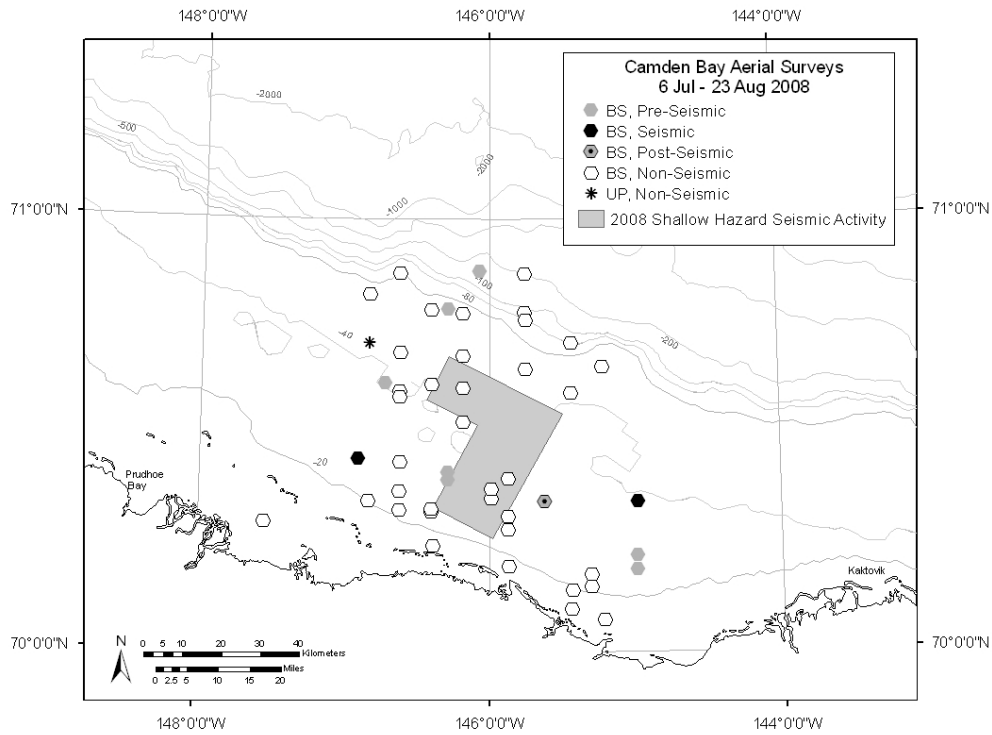 148°0'0"W 146°0'0"W 144°0'0"W
Camden Bay Aerial Surveys
6 Jul - 23 Aug 2008
BS, Pre-Seismic
BS, Seismic
BS, Post-Seismic
BS, Non-Seismic
UP, Non-Seismic
2008 Shallow Hazard Seismic Activity
-2000
-500
-2000
-1000
71°0'0"N 71°0'0"N
-100
-80
-40
-200
-20
Prudhoe
Bay
Kaktovik
70°0'0"N 70°0'0"N
N
0 5 10 20 30 40
Kilometers
Miles
0 2.5 5 10 15 20
148°0'0"W 146°0'0"W 144°0'0"W